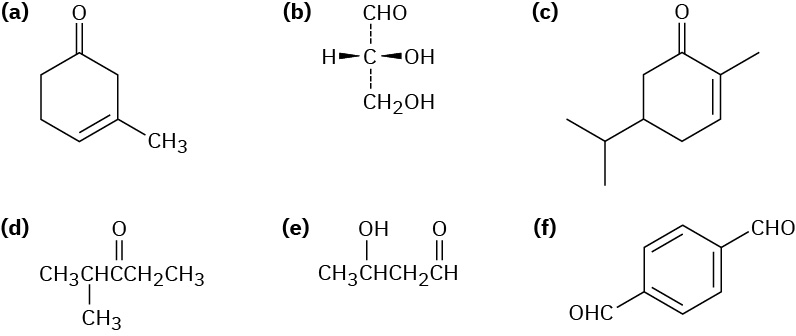 (a)
O
CH₃
(b)
CHO
H C OH
CH₂OH
(c)
O
(d)
O
CH₃CHCCH₂CH₃
CH₃
(e)
OH O
CH₃CHCH₂CH
(f)
CHO
OHC